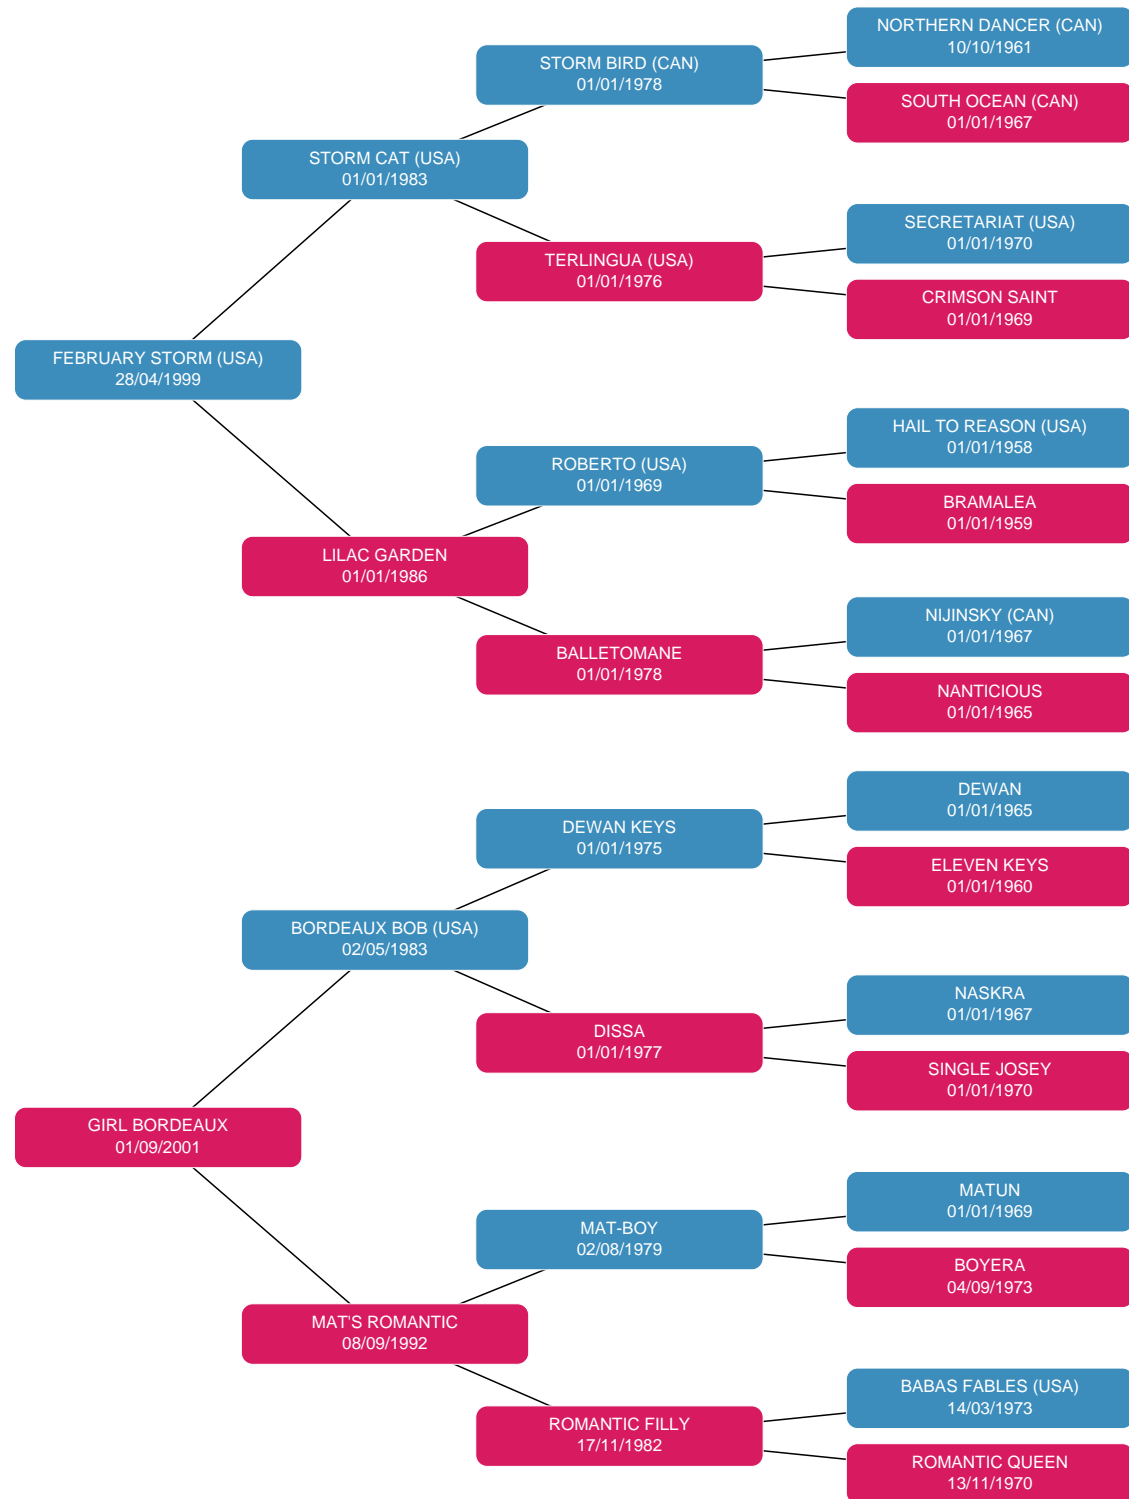 NORTHERN DANCER (CAN)
10/10/1961
STORM BIRD (CAN)
01/01/1978
SOUTH OCEAN (CAN)
01/01/1967
STORM CAT (USA)
01/01/1983
SECRETARIAT (USA)
01/01/1970
TERLINGUA (USA)
01/01/1976
CRIMSON SAINT
01/01/1969
FEBRUARY STORM (USA)
28/04/1999
HAIL TO REASON (USA)
01/01/1958
ROBERTO (USA)
01/01/1969
BRAMALEA
01/01/1959
LILAC GARDEN
01/01/1986
NIJINSKY (CAN)
01/01/1967
BALLETOMANE
01/01/1978
NANTICIOUS
01/01/1965
DEWAN
01/01/1965
DEWAN KEYS
01/01/1975
ELEVEN KEYS
01/01/1960
BORDEAUX BOB (USA)
02/05/1983
NASKRA
01/01/1967
DISSA
01/01/1977
SINGLE JOSEY
01/01/1970
GIRL BORDEAUX
01/09/2001
MATUN
01/01/1969
MAT-BOY
02/08/1979
BOYERA
04/09/1973
MAT'S ROMANTIC
08/09/1992
BABAS FABLES (USA)
14/03/1973
ROMANTIC FILLY
17/11/1982
ROMANTIC QUEEN
13/11/1970